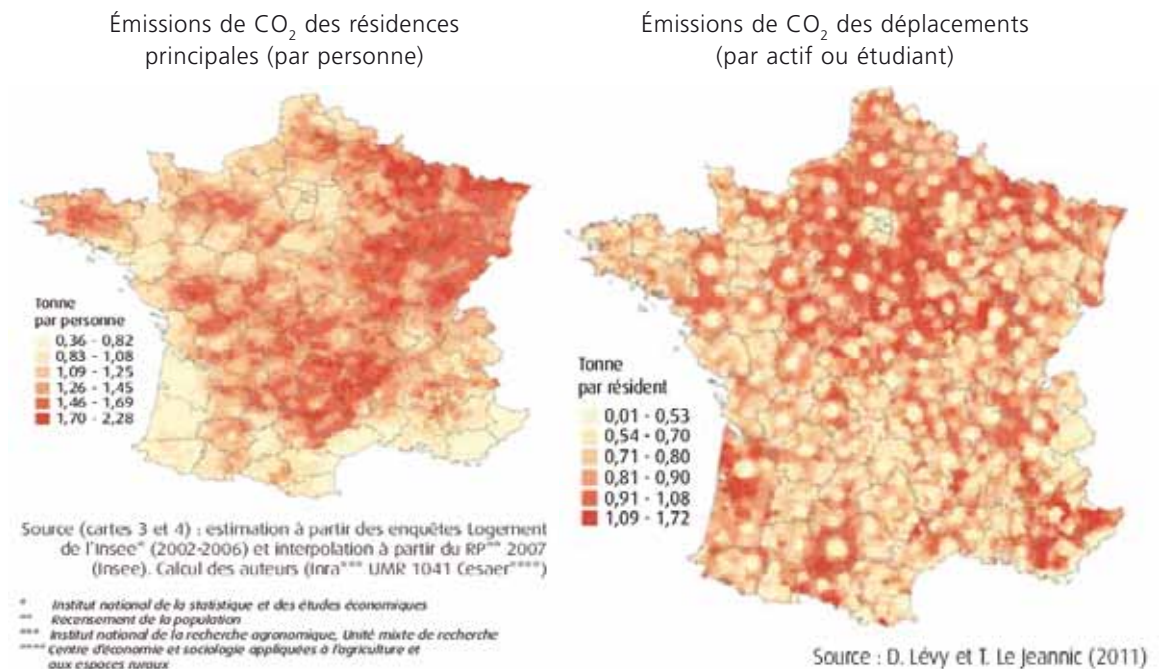 Émissions de CO₂ des résidences
principales (par personne)
Tonne
par personne
0,36 - 0,82
0,83 - 1,08
1,09 - 1,25
1,26 - 1,45
1,46 - 1,69
1,70 - 2,28
Source (cartes 3 et 4) : estimation à partir des enquêtes Logement
de l'Insee* (2002-2006) et interpolation à partir du RP** 2007
(Insee). Calcul des auteurs (Inra*** UMR 1041 Cesaer****)
* Institut national de la statistique et des études économiques
** Recensement de la population
*** Institut national de la recherche agronomique, Unité mixte de recherche
**** Centre d'économie et sociologie appliquées à l'agriculture et
aux espaces ruraux
Émissions de CO₂ des déplacements
(par actif ou étudiant)
Tonne
par résident
0,01 - 0,53
0,54 - 0,70
0,71 - 0,80
0,81 - 0,90
0,91 - 1,08
1,09 - 1,72
Source : D. Lévy et T. Le Jeannic (2011)